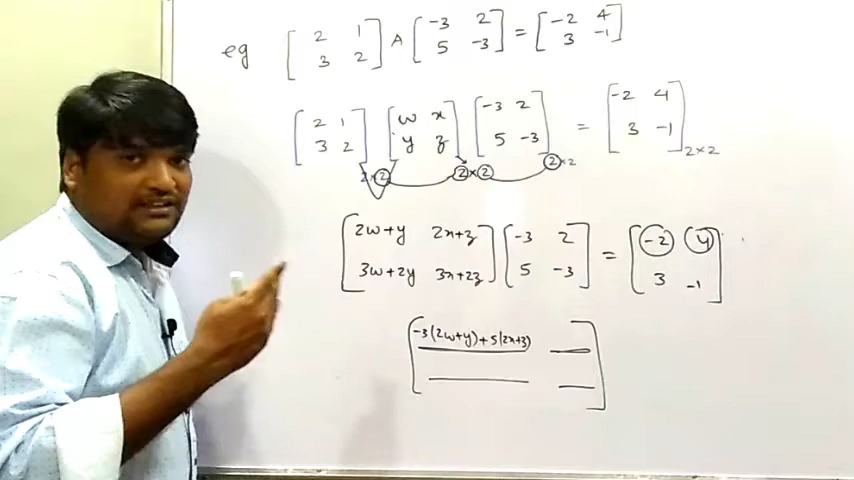 eg [ 2 1 3 2 ] A [ -3 2 5 -3 ] = [ -2 4 3 -1 ]
[ 2 1 3 2 ] [ w x y z ] [ -3 2 5 -3 ] = [ -2 4 3 -1 ] 2×2
2×2 2×2 2×2
[ 2w+y 2x+z 3w+2y 3x+2z ] [ -3 2 5 -3 ] = [ -2 4 3 -1 ]
[ -3(2w+y)+5(2x+z) ]